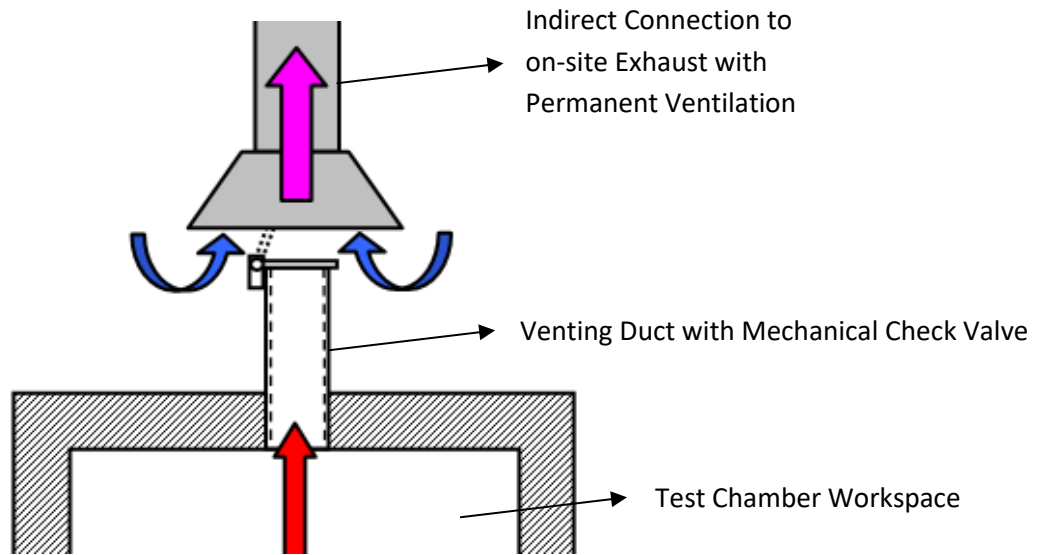 Indirect Connection to
on-site Exhaust with
Permanent Ventilation
Venting Duct with Mechanical Check Valve
Test Chamber Workspace